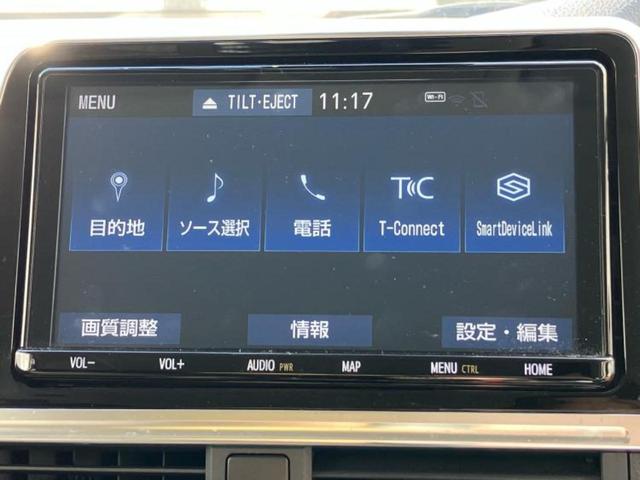 MENU TILT・EJECT 11:17 Wi-Fi
目的地 ソース選択 電話 T-Connect SmartDeviceLink
画質調整 情報 設定・編集
VOL- VOL+ AUDIO PWR MAP MENU CTRL HOME